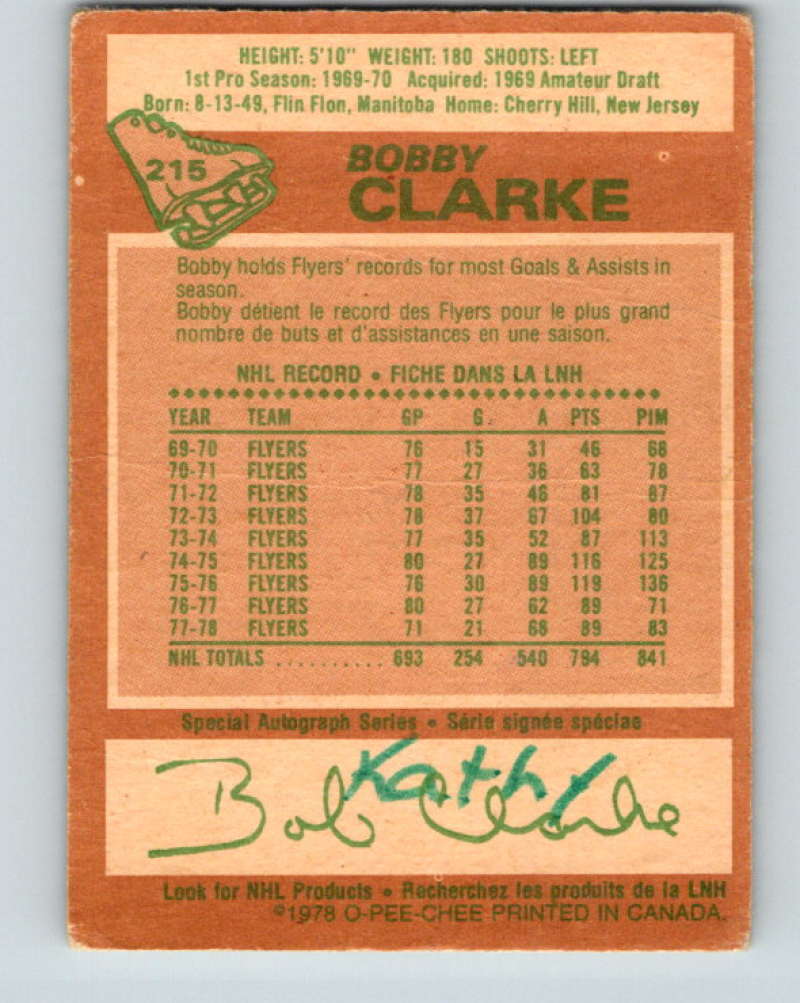 HEIGHT: 5'10" WEIGHT: 180 SHOOTS: LEFT
1st Pro Season: 1969-70 Acquired: 1969 Amateur Draft
Born: 8-13-49, Flin Flon, Manitoba Home: Cherry Hill, New Jersey
215
BOBBY
CLARKE
Bobby holds Flyers' records for most Goals & Assists in
season.
Bobby détient le record des Flyers pour le plus grand
nombre de buts et d'assistances en une saison.
NHL RECORD • FICHE DANS LA LNH
YEAR TEAM GP G. A PTS PIM
69-70 FLYERS 76 15 31 46 68
70-71 FLYERS 77 27 36 63 78
71-72 FLYERS 78 35 46 81 87
72-73 FLYERS 78 37 67 104 80
73-74 FLYERS 77 35 52 87 113
74-75 FLYERS 80 27 89 116 125
75-76 FLYERS 76 30 89 119 136
76-77 FLYERS 80 27 62 89 71
77-78 FLYERS 71 21 68 89 83
NHL TOTALS .......... 693 254 540 794 841
Special Autograph Series • Série signée spéciae
Kathy
Bob Clarke
Look for NHL Products • Recherchez les produits de la LNH
©1978 O-PEE-CHEE PRINTED IN CANADA.